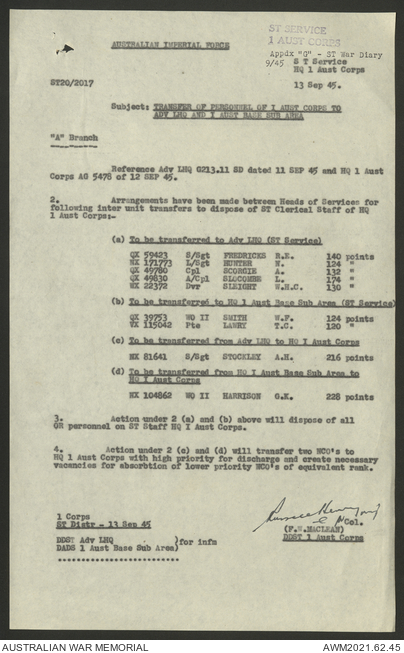 AUSTRALIAN IMPERIAL FORCE
ST SERVICE
1 AUST CORPS
Appdx "G" - ST War Diary
9/45 S T Service
HQ 1 Aust Corps
ST20/2017
13 Sep 45.
Subject: TRANSFER OF PERSONNEL OF I AUST CORPS TO
ADV LHQ AND I AUST BASE SUB AREA
"A" Branch
Reference Adv LHQ G213.11 SD dated 11 SEP 45 and HQ 1 Aust
Corps AG 5478 of 12 SEP 45.
2. Arrangements have been made between Heads of Services for
following inter unit transfers to dispose of ST Clerical Staff of HQ
1 Aust Corps:-
(a) To be transferred to Adv LHQ (ST Service)
QX 59423 S/Sgt FREDRICKS R.E. 140 points
NX 171773 L/Sgt HUNTER N. 124 "
QX 49780 Cpl SCORGIE A. 132 "
QX 49830 A/Cpl SLOCOMBE L. 174 "
NX 22372 Dvr SLEIGHT W.H.C. 130 "
(b) To be transferred to HQ 1 Aust Base Sub Area (ST Service)
QX 39753 WO II SMITH W.F. 124 points
VX 115042 Pte LAWRY T.C. 120 "
(c) To be transferred from Adv LHQ to HQ I Aust Corps
NX 81641 S/Sgt STOCKLEY A.H. 216 points
(d) To be transferred from HQ I Aust Base Sub Area to
HQ I Aust Corps
NX 104862 WO II HARRISON G.K. 228 points
3. Action under 2 (a) and (b) above will dispose of all
OR personnel on ST Staff HQ I Aust Corps.
4. Action under 2 (c) and (d) will transfer two NCO's to
HQ 1 Aust Corps with high priority for discharge and create necessary
vacancies for absorbtion of lower priority NCO's of equivalent rank.
1 Corps
ST Distr - 13 Sep 45
Col.
(F.W.MACLEAN)
DDST 1 Aust Corps
DDST Adv LHQ )for infm
DADS 1 Aust Base Sub Area)
AUSTRALIAN WAR MEMORIAL
AWM2021.62.45